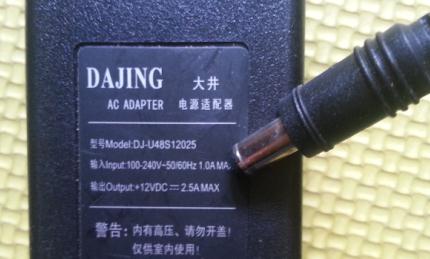 DAJING 大井
AC ADAPTER 电源适配器
型号Model:DJ-U48S12025
输入Input:100-240V~50/60Hz 1.0A MA
输出Output:+12VDC⎓2.5A MAX
警告:内有高压、请勿开盖!
仅供室内使用!